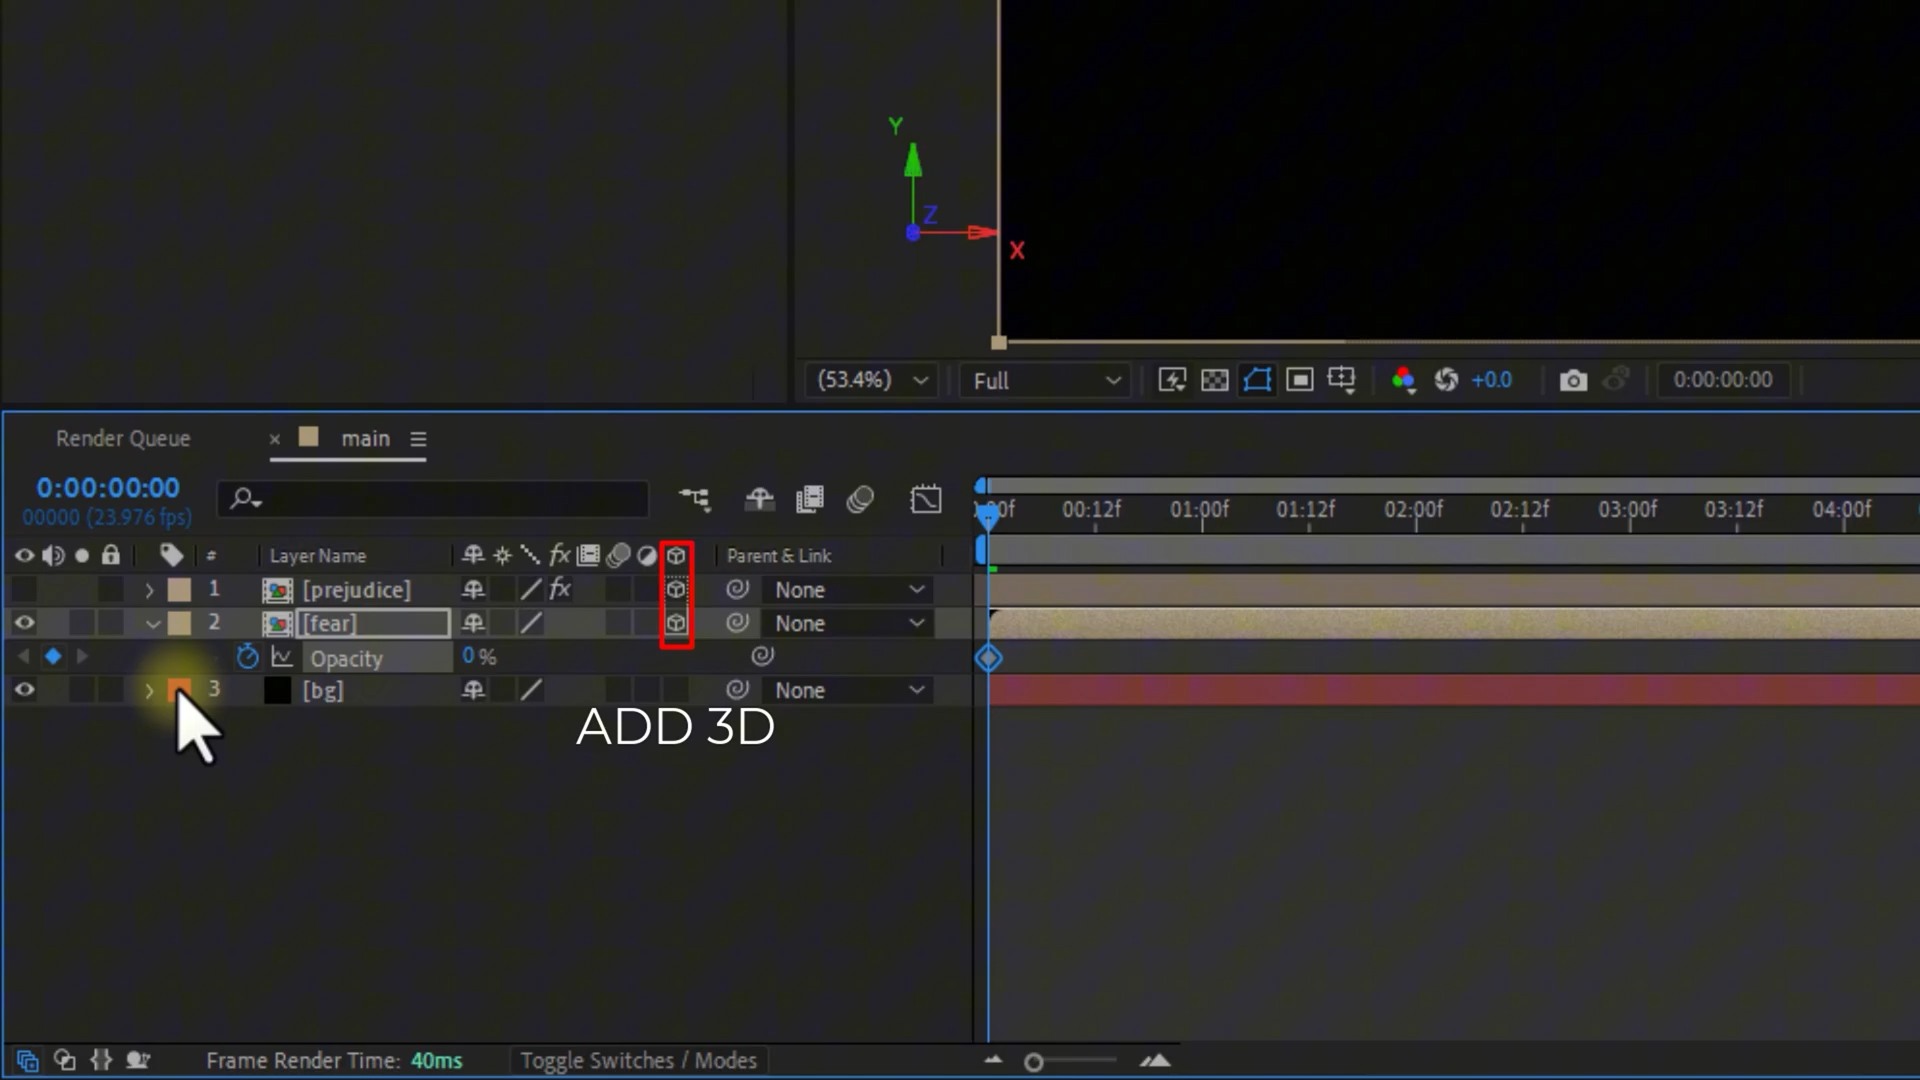 Y
Z
X
(53.4%)
Full
+0.0
0:00:00:00
Render Queue
× main
0:00:00:00
00000 (23.976 fps)
00f 00:12f 01:00f 01:12f 02:00f 02:12f 03:00f 03:12f 04:00f
# Layer Name fx Parent & Link
1 [prejudice] fx None
2 [fear] None
Opacity 0 %
3 [bg] None
ADD 3D
Frame Render Time: 40ms Toggle Switches / Modes